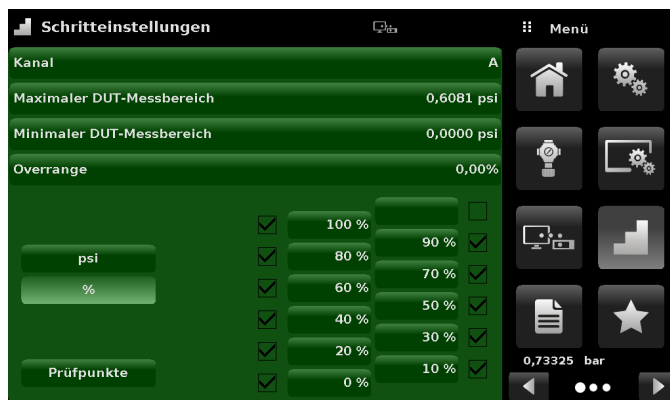 Schritteinstellungen
Menü
Kanal A
Maximaler DUT-Messbereich 0,6081 psi
Minimaler DUT-Messbereich 0,0000 psi
Overrange 0,00%
100 %
90 %
psi
80 %
70 %
%
60 %
50 %
40 %
30 %
20 %
10 %
Prüfpunkte
0 %
0,73325 bar